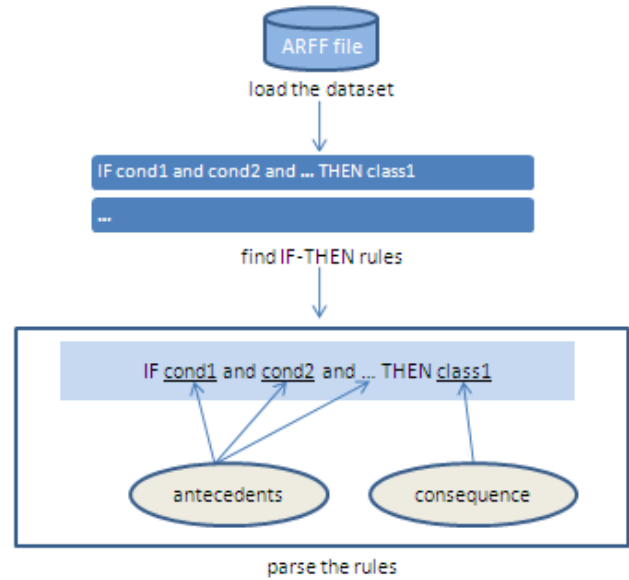 ARFF file
load the dataset
IF cond1 and cond2 and ... THEN class1
...
find IF-THEN rules
IF cond1 and cond2 and ... THEN class1
antecedents
consequence
parse the rules